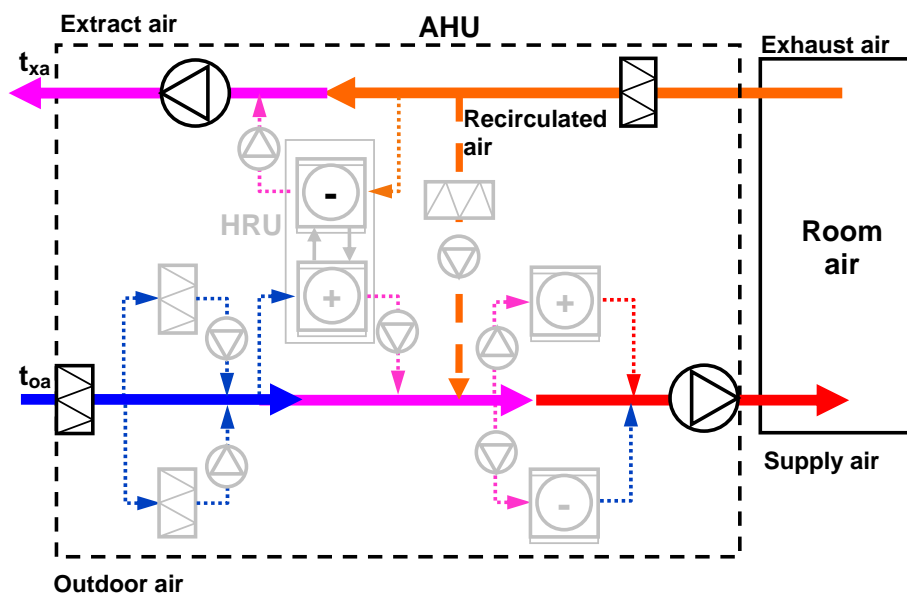 Extract air
AHU
Exhaust air
txa
Recirculated
air
-
HRU
Room
air
+
+
toa
-
Supply air
Outdoor air